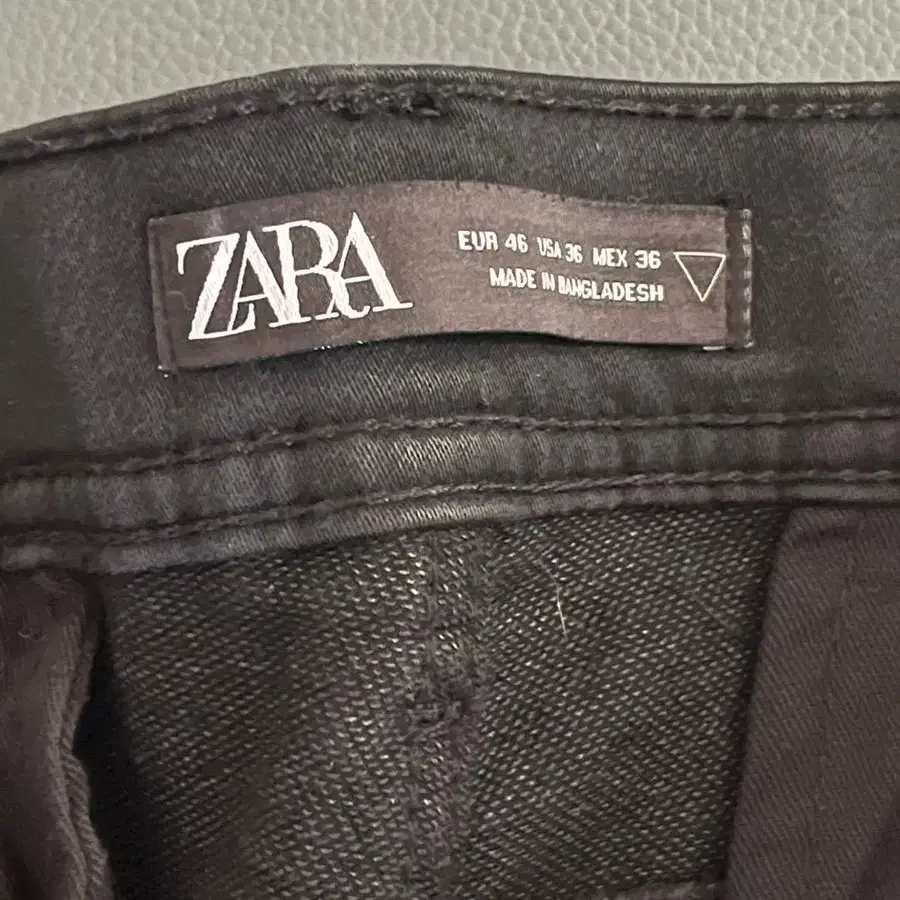 ZARA
EUR 46 USA 36 MEX 36
MADE IN BANGLADESH